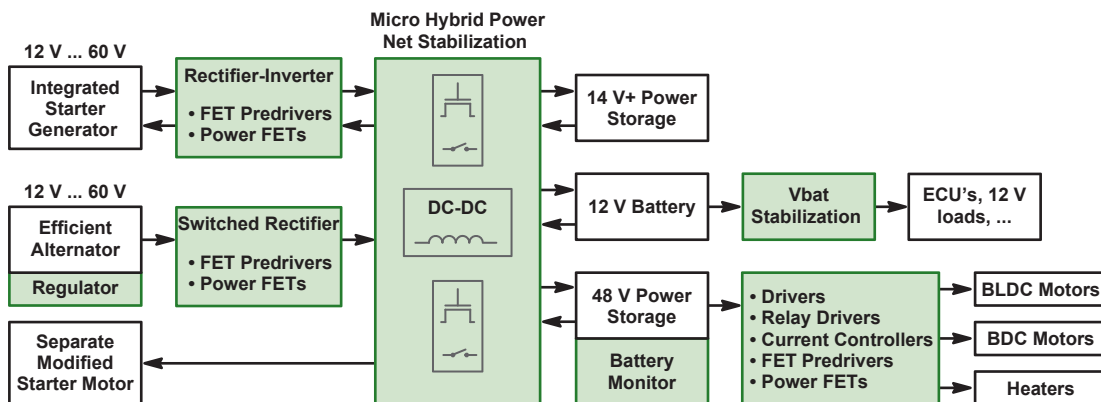 Micro Hybrid Power
Net Stabilization
12 V ... 60 V
Integrated
Starter
Generator
Rectifier-Inverter
• FET Predrivers
• Power FETs
14 V+ Power
Storage
12 V ... 60 V
Efficient
Alternator
Regulator
Switched Rectifier
• FET Predrivers
• Power FETs
DC-DC
12 V Battery
Vbat
Stabilization
ECU's, 12 V
loads, ...
Separate
Modified
Starter Motor
48 V Power
Storage
Battery
Monitor
• Drivers
• Relay Drivers
• Current Controllers
• FET Predrivers
• Power FETs
BLDC Motors
BDC Motors
Heaters